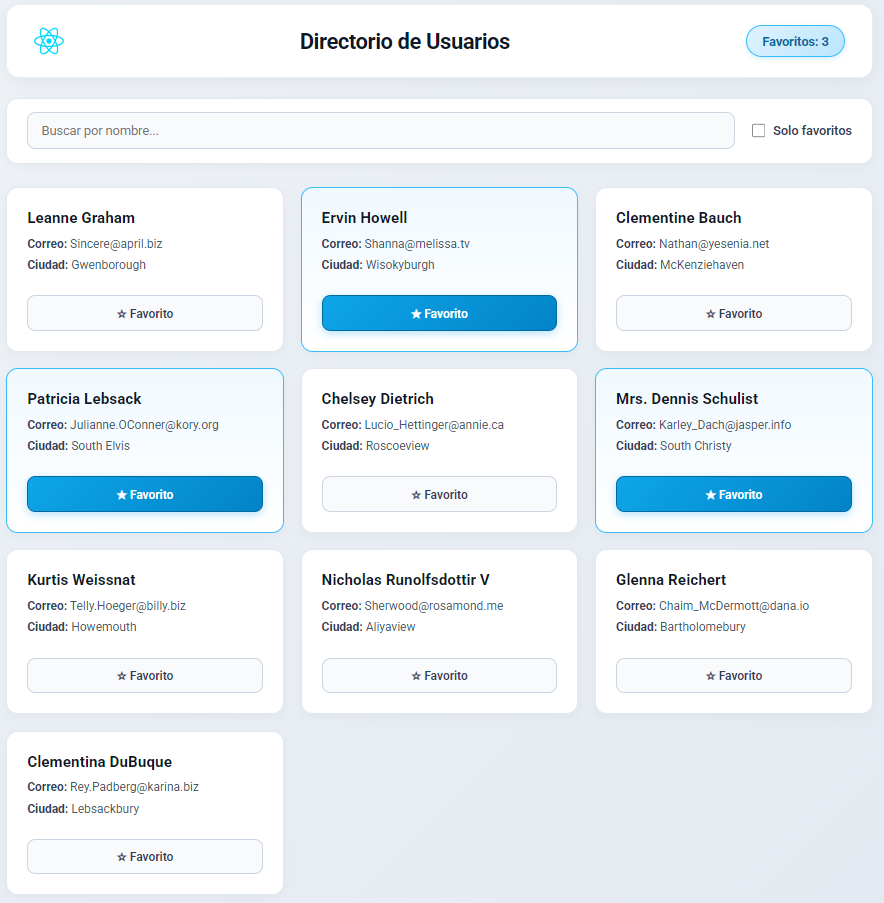 Directorio de Usuarios
Favoritos: 3
Buscar por nombre...
Solo favoritos
Leanne Graham
Correo: Sincere@april.biz
Ciudad: Gwenborough
☆ Favorito
Ervin Howell
Correo: Shanna@melissa.tv
Ciudad: Wisokyburgh
★ Favorito
Clementine Bauch
Correo: Nathan@yesenia.net
Ciudad: McKenziehaven
☆ Favorito
Patricia Lebsack
Correo: Julianne.OConner@kory.org
Ciudad: South Elvis
★ Favorito
Chelsey Dietrich
Correo: Lucio_Hettinger@annie.ca
Ciudad: Roscoeview
☆ Favorito
Mrs. Dennis Schulist
Correo: Karley_Dach@jasper.info
Ciudad: South Christy
★ Favorito
Kurtis Weissnat
Correo: Telly.Hoeger@billy.biz
Ciudad: Howemouth
☆ Favorito
Nicholas Runolfsdottir V
Correo: Sherwood@rosamond.me
Ciudad: Aliyaview
☆ Favorito
Glenna Reichert
Correo: Chaim_McDermott@dana.io
Ciudad: Bartholomebury
☆ Favorito
Clementina DuBuque
Correo: Rey.Padberg@karina.biz
Ciudad: Lebsackbury
☆ Favorito